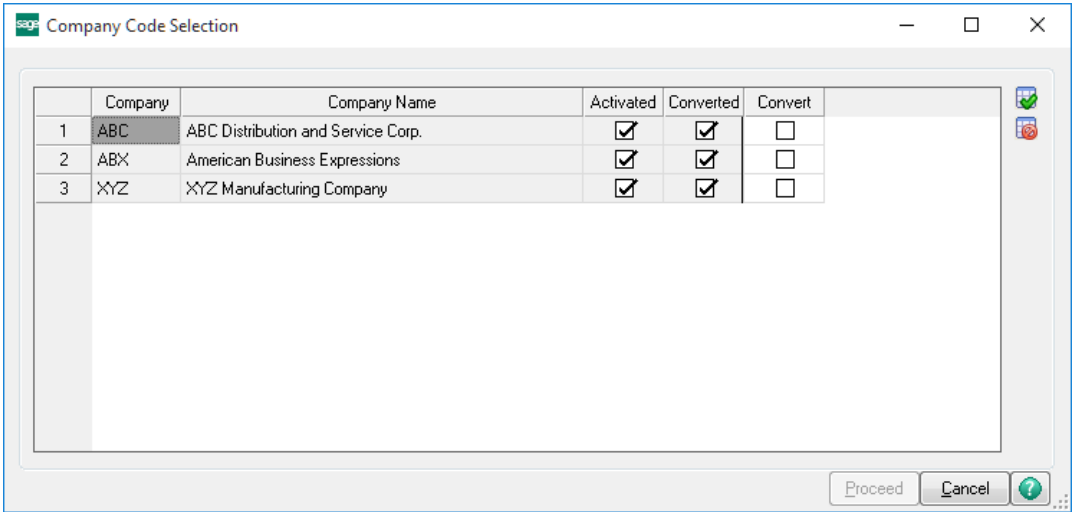 sage Company Code Selection
Company Company Name Activated Converted Convert
1 ABC ABC Distribution and Service Corp.
2 ABX American Business Expressions
3 XYZ XYZ Manufacturing Company
Proceed Cancel ?